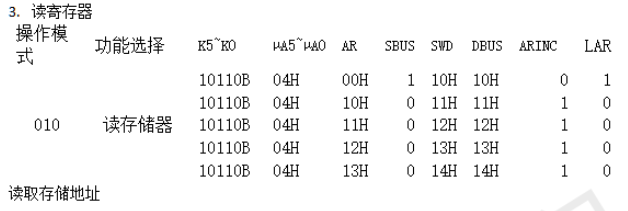 3. 读寄存器
操作模式 功能选择 K5~K0 μA5~μA0 AR SBUS SWD DBUS ARINC LAR
10110B 04H 00H 1 10H 10H 0 1
10110B 04H 10H 0 11H 11H 1 0
010 读存储器 10110B 04H 11H 0 12H 12H 1 0
10110B 04H 12H 0 13H 13H 1 0
10110B 04H 13H 0 14H 14H 1 0
读取存储地址